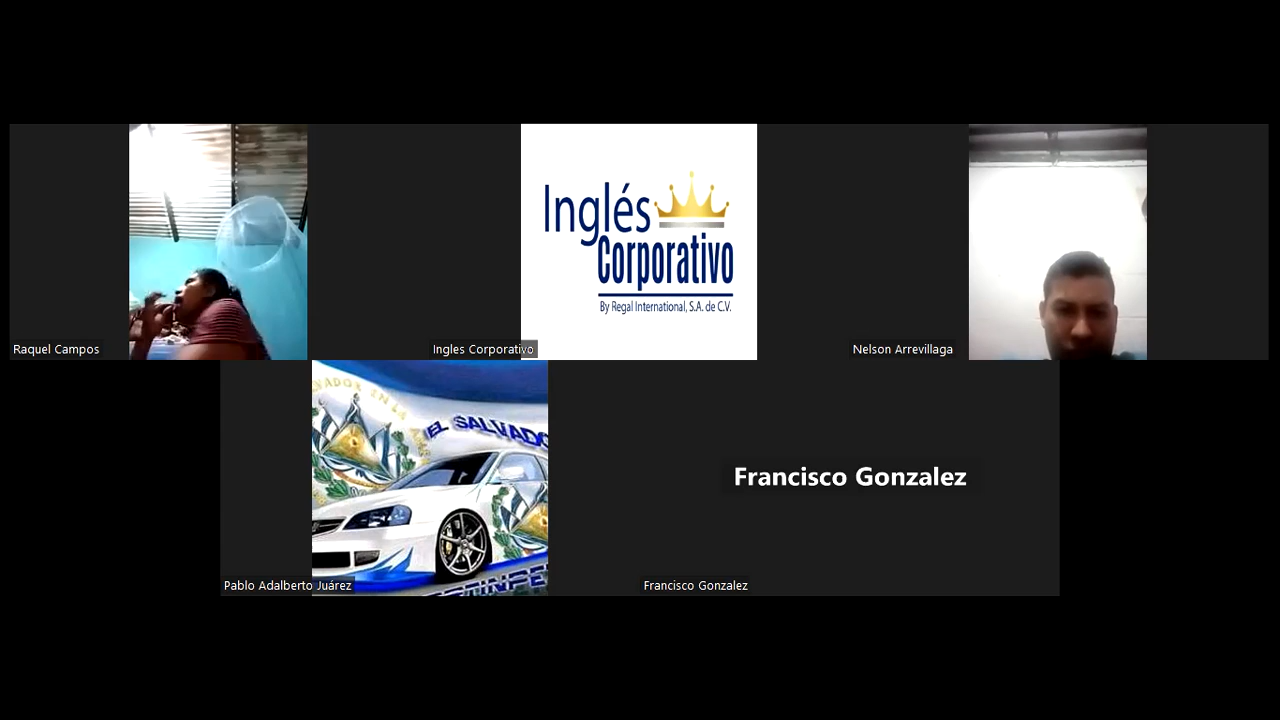 Inglés
Corporativo
By Regal International, S.A. de C.V.
Raquel Campos
Ingles Corporativo
Nelson Arrevillaga
EL SALVADO
Francisco Gonzalez
Pablo Adalberto Juárez
Francisco Gonzalez